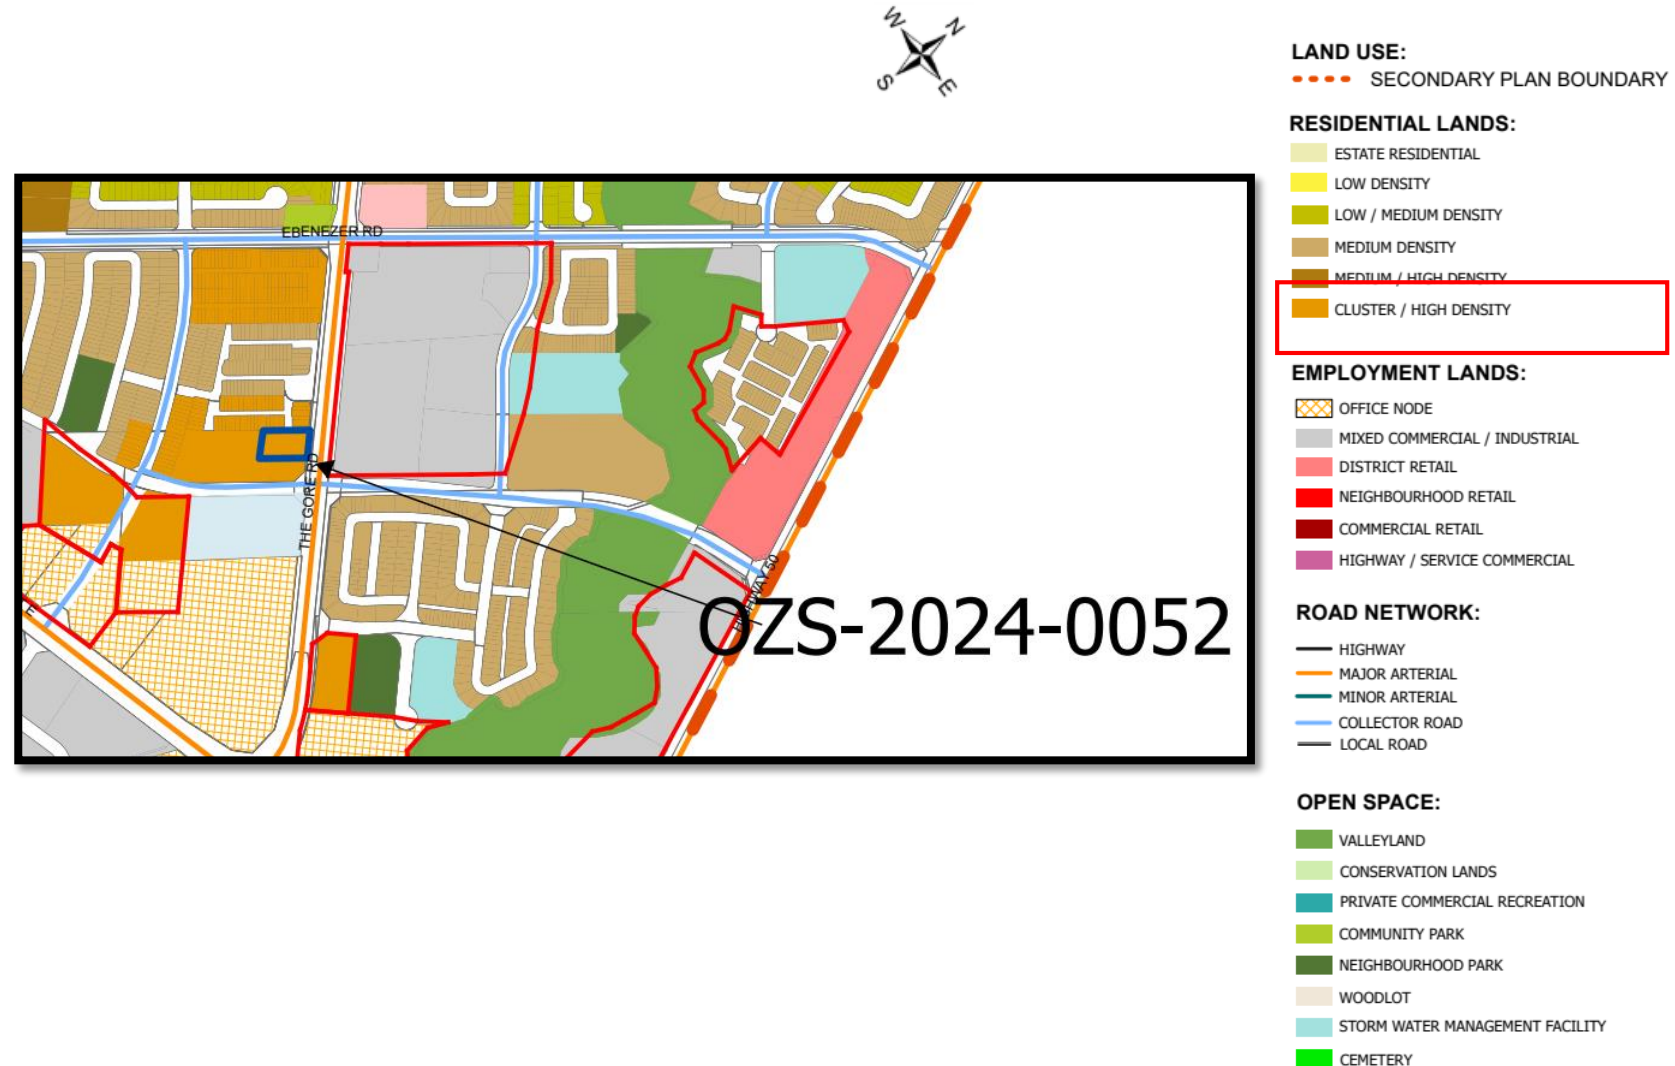 W
N
S
E
LAND USE:
SECONDARY PLAN BOUNDARY
RESIDENTIAL LANDS:
ESTATE RESIDENTIAL
LOW DENSITY
LOW / MEDIUM DENSITY
MEDIUM DENSITY
MEDIUM / HIGH DENSITY
CLUSTER / HIGH DENSITY
EMPLOYMENT LANDS:
OFFICE NODE
MIXED COMMERCIAL / INDUSTRIAL
DISTRICT RETAIL
NEIGHBOURHOOD RETAIL
COMMERCIAL RETAIL
HIGHWAY / SERVICE COMMERCIAL
ROAD NETWORK:
HIGHWAY
MAJOR ARTERIAL
MINOR ARTERIAL
COLLECTOR ROAD
LOCAL ROAD
OPEN SPACE:
VALLEYLAND
CONSERVATION LANDS
PRIVATE COMMERCIAL RECREATION
COMMUNITY PARK
NEIGHBOURHOOD PARK
WOODLOT
STORM WATER MANAGEMENT FACILITY
CEMETERY
EBENEZER RD
THE GORE RD
HIGHWAY 50
E
OZS-2024-0052